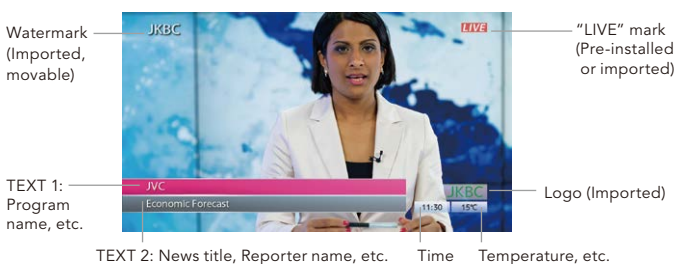 Watermark
(Imported,
movable)
JKBC
LIVE
"LIVE" mark
(Pre-installed
or imported)
TEXT 1:
Program
name, etc.
JVC
Economic Forecast
JKBC
11:30 15°C
Logo (Imported)
TEXT 2: News title, Reporter name, etc.
Time
Temperature, etc.